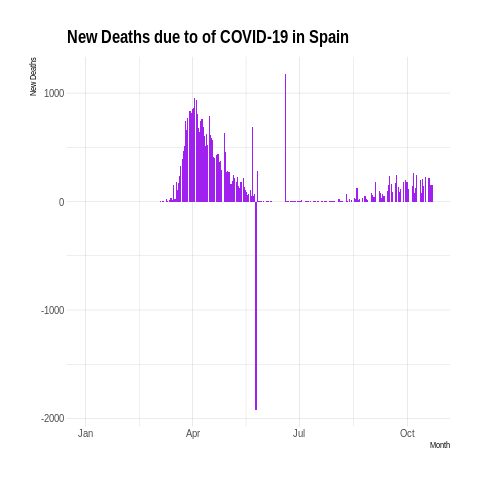 New Deaths due to of COVID-19 in Spain
New Deaths
1000
0
-1000
-2000
Jan Apr Jul Oct
Month